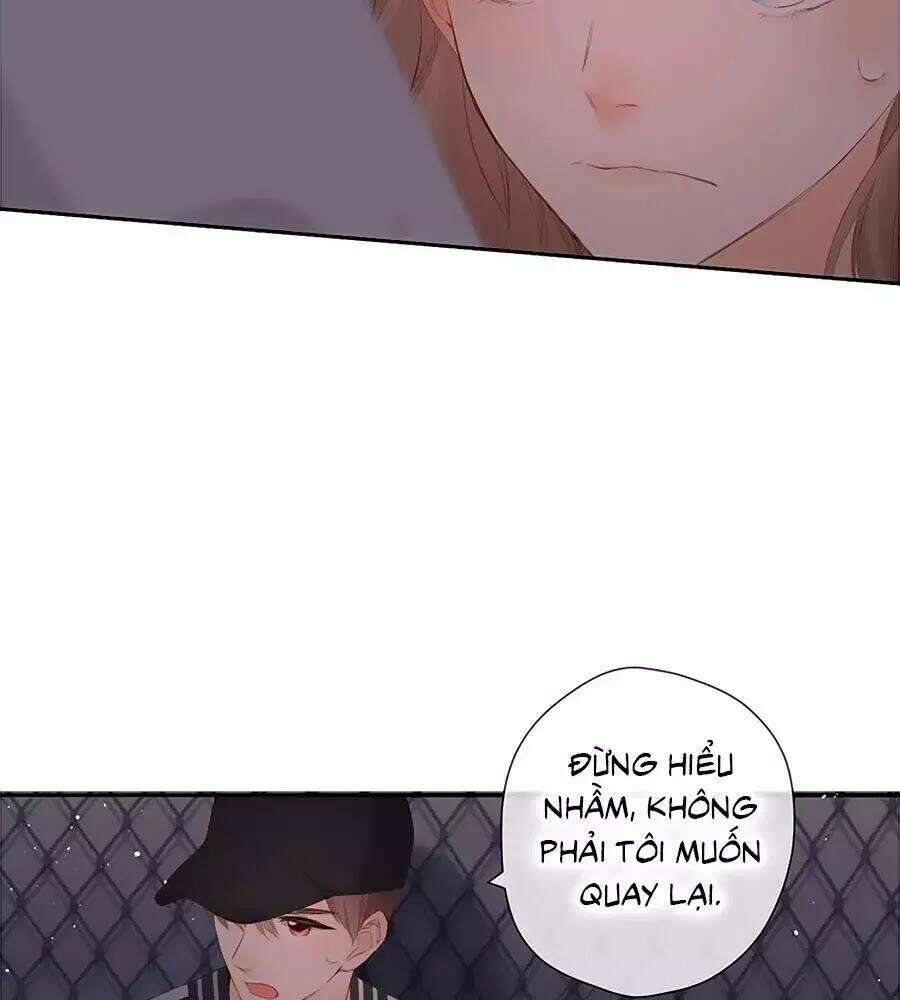 ĐỪNG HIỂU
NHẦM, KHÔNG
PHẢI TÔI MUỐN
QUAY LẠI.